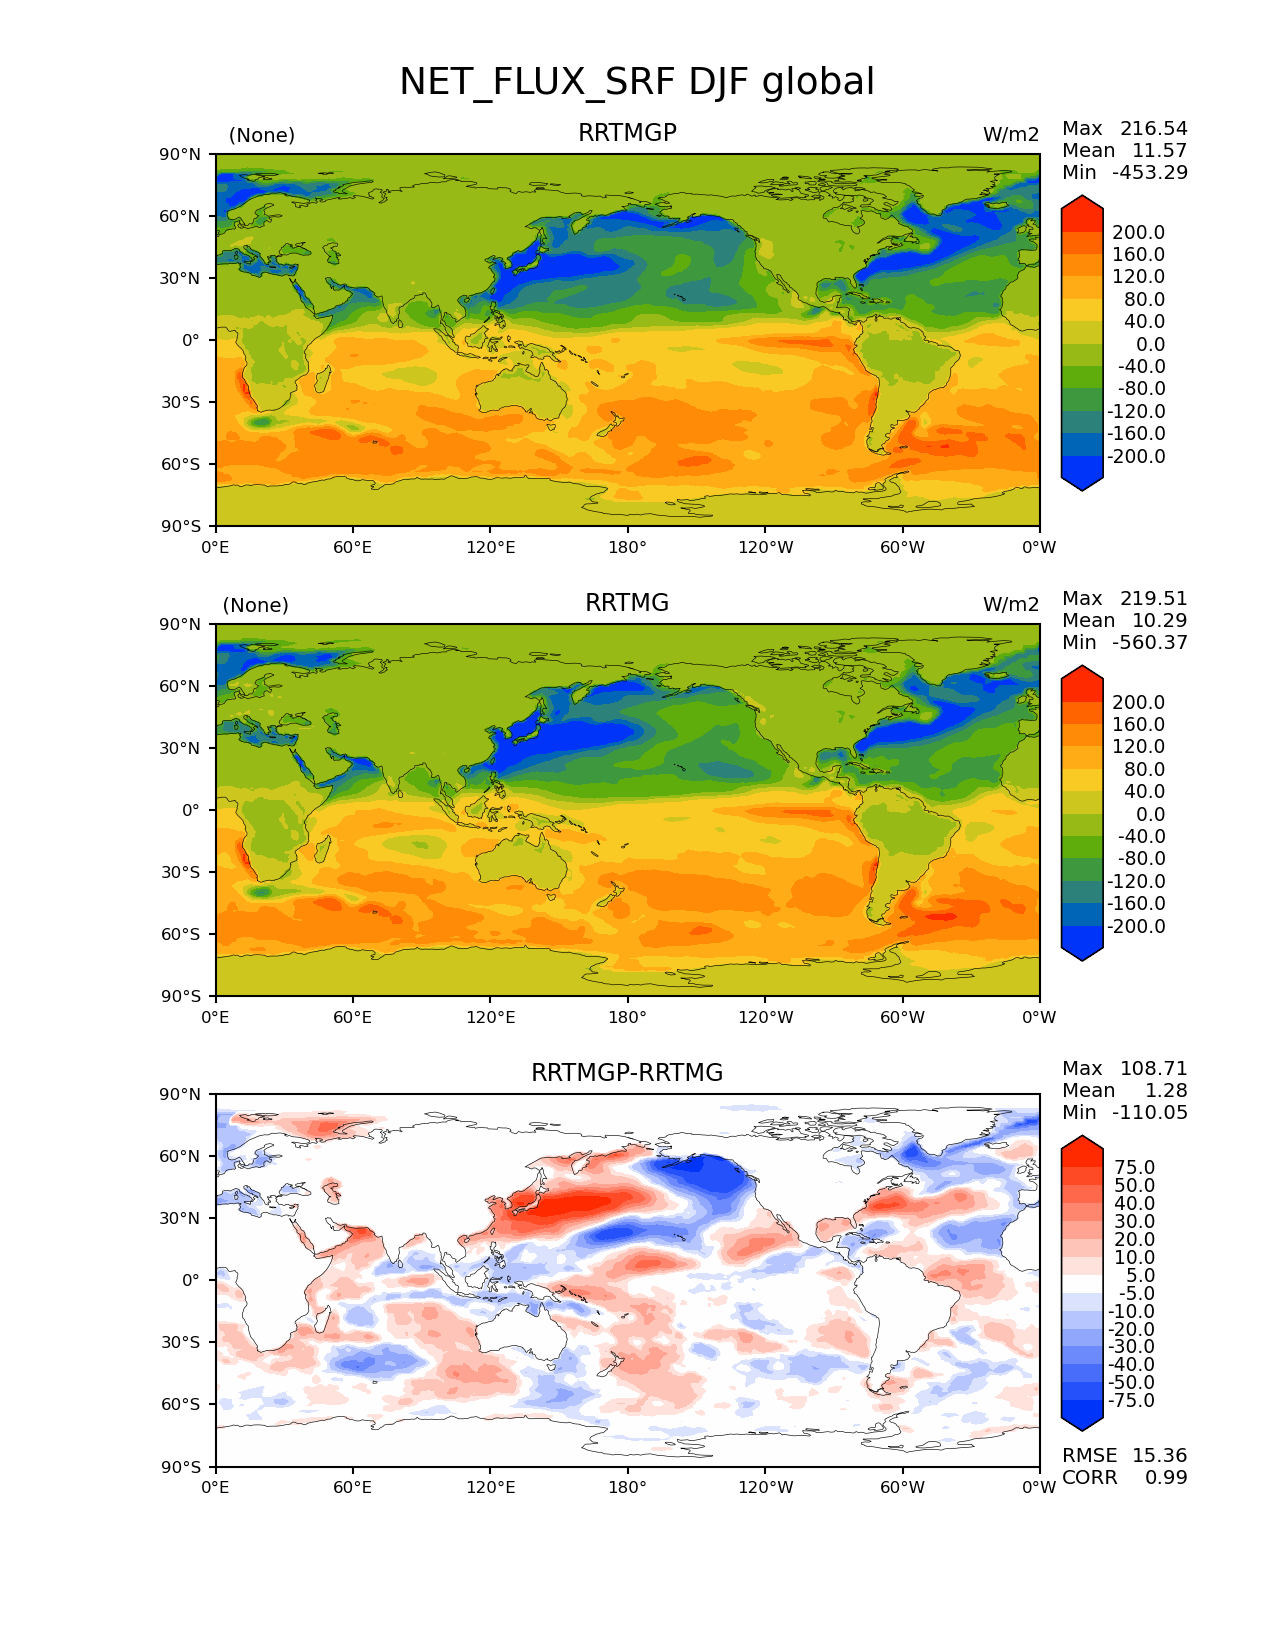 NET_FLUX_SRF DJF global
(None) RRTMGP W/m2
Max 216.54
Mean 11.57
Min -453.29
90°N
60°N
30°N
0°
30°S
60°S
90°S
0°E 60°E 120°E 180° 120°W 60°W 0°W
200.0
160.0
120.0
80.0
40.0
0.0
-40.0
-80.0
-120.0
-160.0
-200.0
(None) RRTMG W/m2
Max 219.51
Mean 10.29
Min -560.37
90°N
60°N
30°N
0°
30°S
60°S
90°S
0°E 60°E 120°E 180° 120°W 60°W 0°W
200.0
160.0
120.0
80.0
40.0
0.0
-40.0
-80.0
-120.0
-160.0
-200.0
RRTMGP-RRTMG
Max 108.71
Mean 1.28
Min -110.05
90°N
60°N
30°N
0°
30°S
60°S
90°S
0°E 60°E 120°E 180° 120°W 60°W 0°W
75.0
50.0
40.0
30.0
20.0
10.0
5.0
-5.0
-10.0
-20.0
-30.0
-40.0
-50.0
-75.0
RMSE 15.36
CORR 0.99